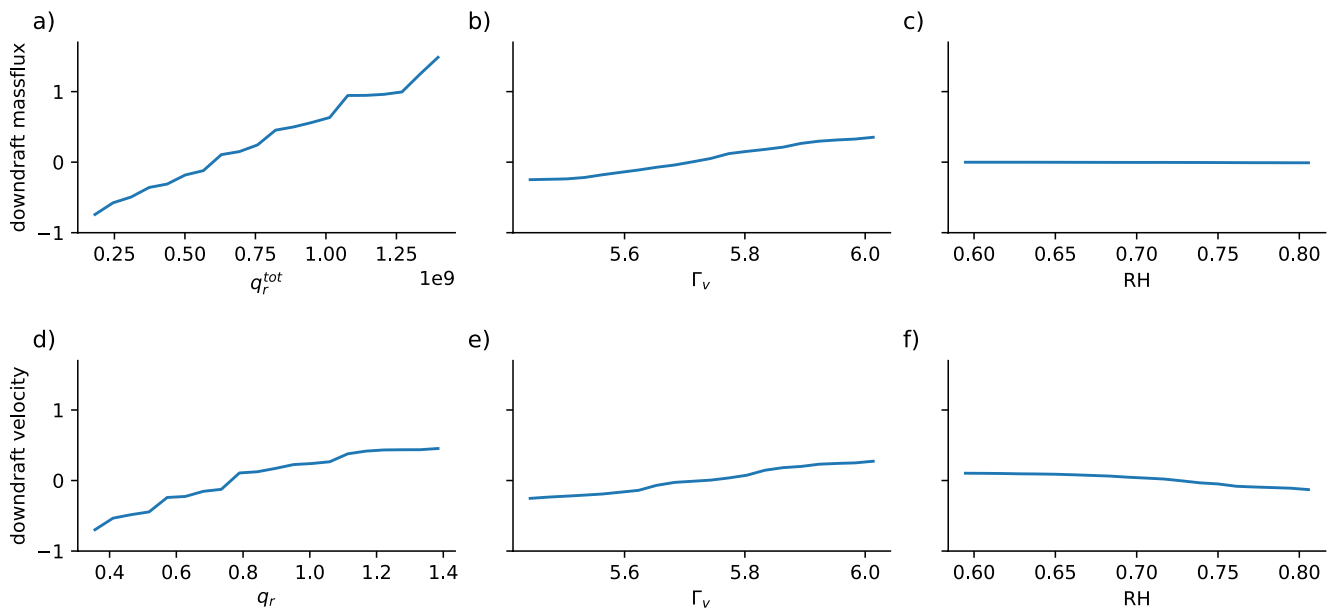 a) b) c)
downdraft massflux
1
0
−1
0.25 0.50 0.75 1.00 1.25
1e9
q_r^{tot}
5.6 5.8 6.0
Γ_v
0.60 0.65 0.70 0.75 0.80
RH
d) e) f)
downdraft velocity
1
0
−1
0.4 0.6 0.8 1.0 1.2 1.4
q_r
5.6 5.8 6.0
Γ_v
0.60 0.65 0.70 0.75 0.80
RH